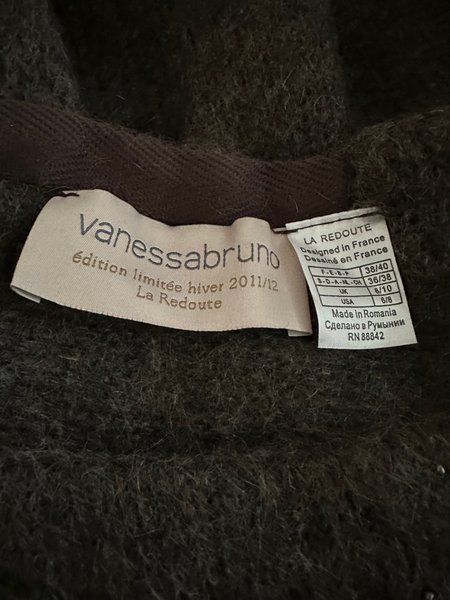 vanessabruno
édition limitée hiver 2011/12
La Redoute
LA REDOUTE
Designed in France
Dessiné en France
F - E - B - P 38/40
S - D - A - NL - CH 36/38
UK 8/10
USA 6/8
Made in Romania
Сделано в Румынии
RN 88842